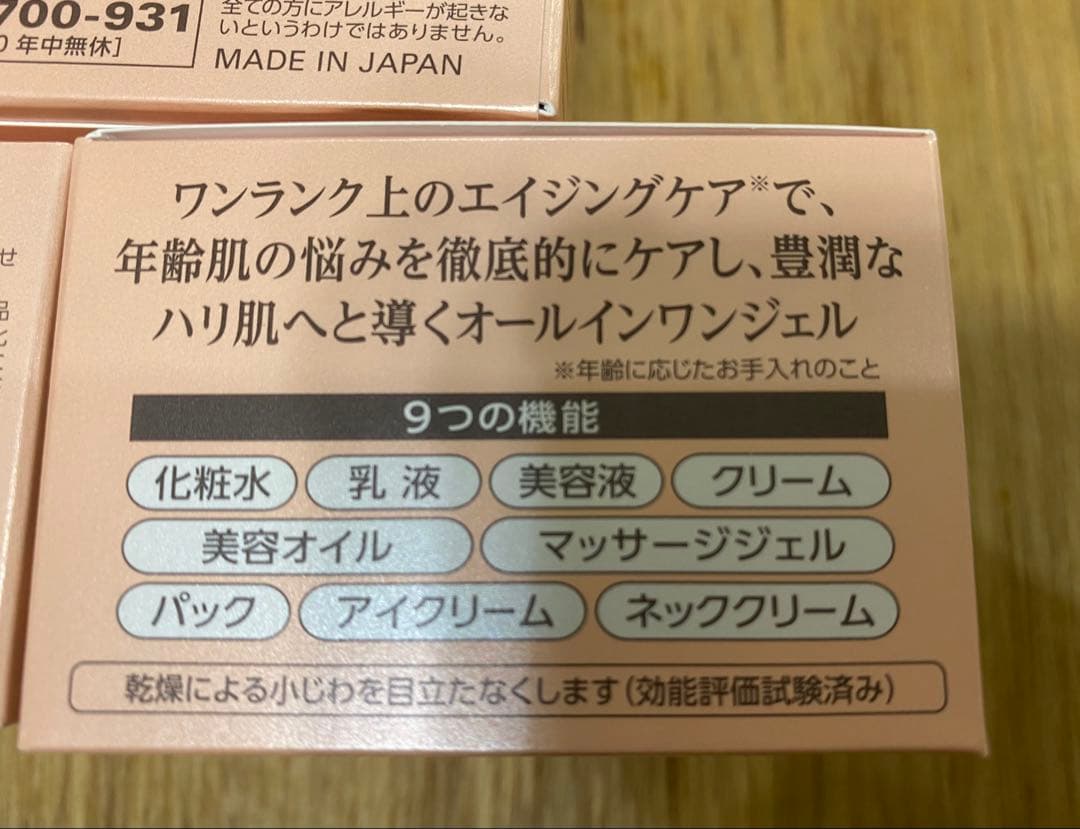 700-931
年中無休]
全ての方にアレルギーが起きな
いというわけではありません。
MADE IN JAPAN
せ
品
ワンランク上のエイジングケア※で、
年齢肌の悩みを徹底的にケアし、豊潤な
ハリ肌へと導くオールインワンジェル
※年齢に応じたお手入れのこと
9つの機能
化粧水 乳液 美容液 クリーム
美容オイル マッサージジェル
パック アイクリーム ネッククリーム
乾燥による小じわを目立たなくします(効能評価試験済み)